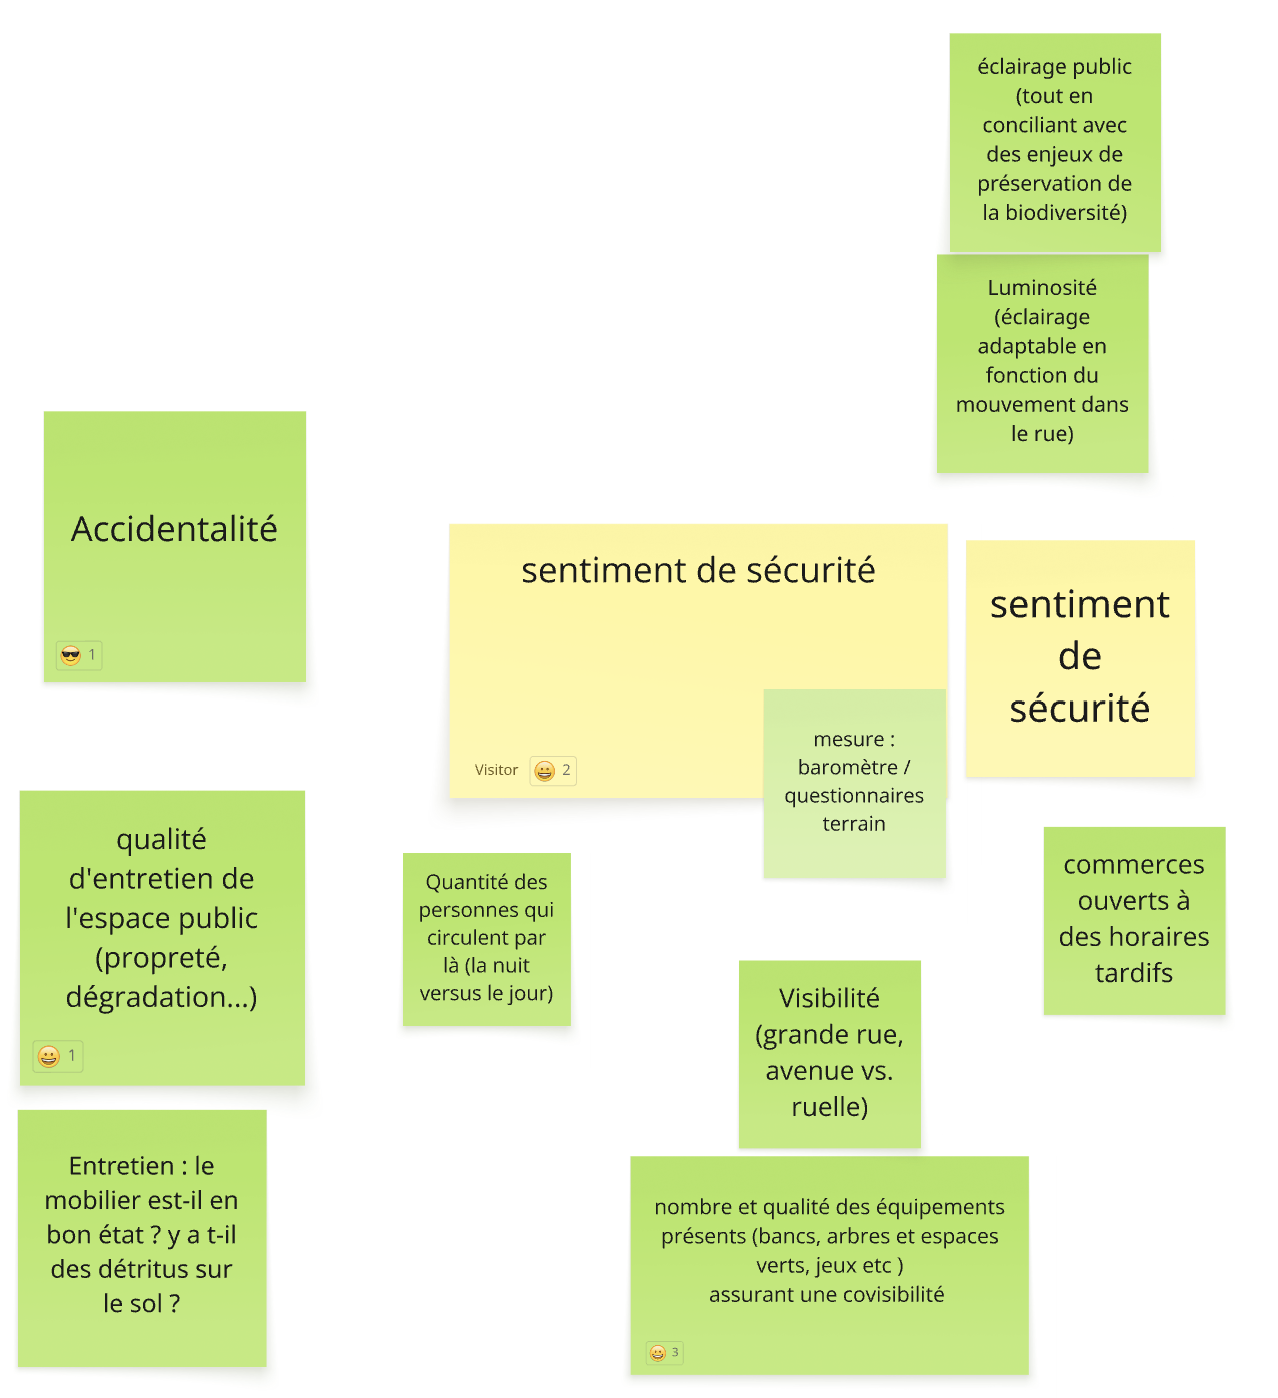 éclairage public
(tout en
conciliant avec
des enjeux de
préservation de
la biodiversité)
Luminosité
(éclairage
adaptable en
fonction du
mouvement dans
le rue)
Accidentalité
1
sentiment de sécurité
Visitor
2
mesure :
baromètre /
questionnaires
terrain
sentiment
de
sécurité
qualité
d'entretien de
l'espace public
(propreté,
dégradation...)
1
Quantité des
personnes qui
circulent par
là (la nuit
versus le jour)
commerces
ouverts à
des horaires
tardifs
Visibilité
(grande rue,
avenue vs.
ruelle)
Entretien : le
mobilier est-il en
bon état ? y a t-il
des détritus sur
le sol ?
nombre et qualité des équipements
présents (bancs, arbres et espaces
verts, jeux etc )
assurant une covisibilité
3